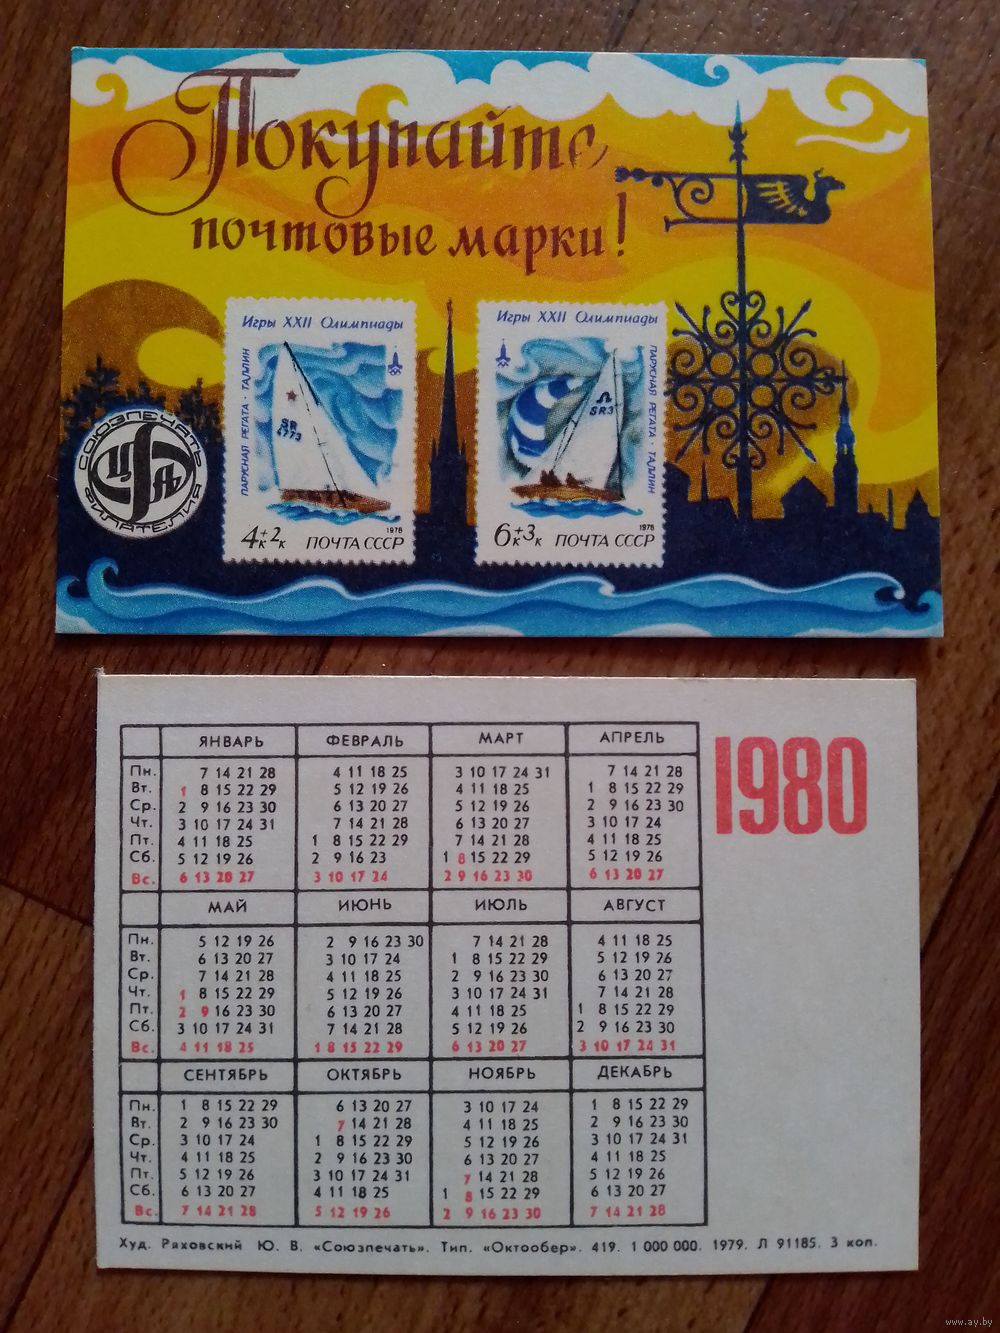 Покупайте
почтовые марки!
Игры XXII Олимпиады
ПАРУСНАЯ РЕГАТА · ТАЛЛИН
SR
4773
1978
4к+2к ПОЧТА СССР
Игры XXII Олимпиады
ПАРУСНАЯ РЕГАТА · ТАЛЛИН
SR3
1978
6к+3к ПОЧТА СССР
СОЮЗПЕЧАТЬ
ФИЛАТЕЛИЯ
1980
ЯНВАРЬ ФЕВРАЛЬ МАРТ АПРЕЛЬ
Пн. 7 14 21 28 4 11 18 25 3 10 17 24 31 7 14 21 28
Вт. 1 8 15 22 29 5 12 19 26 4 11 18 25 1 8 15 22 29
Ср. 2 9 16 23 30 6 13 20 27 5 12 19 26 2 9 16 23 30
Чт. 3 10 17 24 31 7 14 21 28 6 13 20 27 3 10 17 24
Пт. 4 11 18 25 1 8 15 22 29 7 14 21 28 4 11 18 25
Сб. 5 12 19 26 2 9 16 23 1 8 15 22 29 5 12 19 26
Вс. 6 13 20 27 3 10 17 24 2 9 16 23 30 6 13 20 27
МАЙ ИЮНЬ ИЮЛЬ АВГУСТ
Пн. 5 12 19 26 2 9 16 23 30 7 14 21 28 4 11 18 25
Вт. 6 13 20 27 3 10 17 24 1 8 15 22 29 5 12 19 26
Ср. 7 14 21 28 4 11 18 25 2 9 16 23 30 6 13 20 27
Чт. 1 8 15 22 29 5 12 19 26 3 10 17 24 31 7 14 21 28
Пт. 2 9 16 23 30 6 13 20 27 4 11 18 25 1 8 15 22 29
Сб. 3 10 17 24 31 7 14 21 28 5 12 19 26 2 9 16 23 30
Вс. 4 11 18 25 1 8 15 22 29 6 13 20 27 3 10 17 24 31
СЕНТЯБРЬ ОКТЯБРЬ НОЯБРЬ ДЕКАБРЬ
Пн. 1 8 15 22 29 6 13 20 27 3 10 17 24 1 8 15 22 29
Вт. 2 9 16 23 30 7 14 21 28 4 11 18 25 2 9 16 23 30
Ср. 3 10 17 24 1 8 15 22 29 5 12 19 26 3 10 17 24 31
Чт. 4 11 18 25 2 9 16 23 30 6 13 20 27 4 11 18 25
Пт. 5 12 19 26 3 10 17 24 31 7 14 21 28 5 12 19 26
Сб. 6 13 20 27 4 11 18 25 1 8 15 22 29 6 13 20 27
Вс. 7 14 21 28 5 12 19 26 2 9 16 23 30 7 14 21 28
Худ. Ряховский Ю. В. «Союзпечать». Тип. «Октообер». 419. 1 000 000. 1979. Л 91185. 3 коп.
www.ay.by